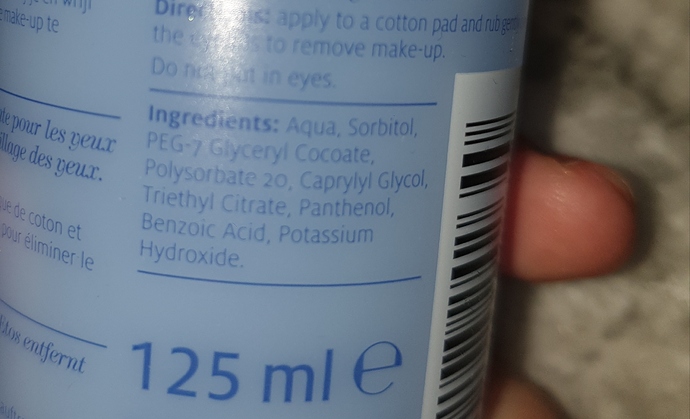 make-up te
Directions: apply to a cotton pad and rub
the to remove make-up.
Do not put in eyes.
pour les yeux
des yeux.
de coton et
pour éliminer le
entfernt
Ingredients: Aqua, Sorbitol,
PEG-7 Glyceryl Cocoate,
Polysorbate 20, Caprylyl Glycol,
Triethyl Citrate, Panthenol,
Benzoic Acid, Potassium
Hydroxide.
125 ml ℮